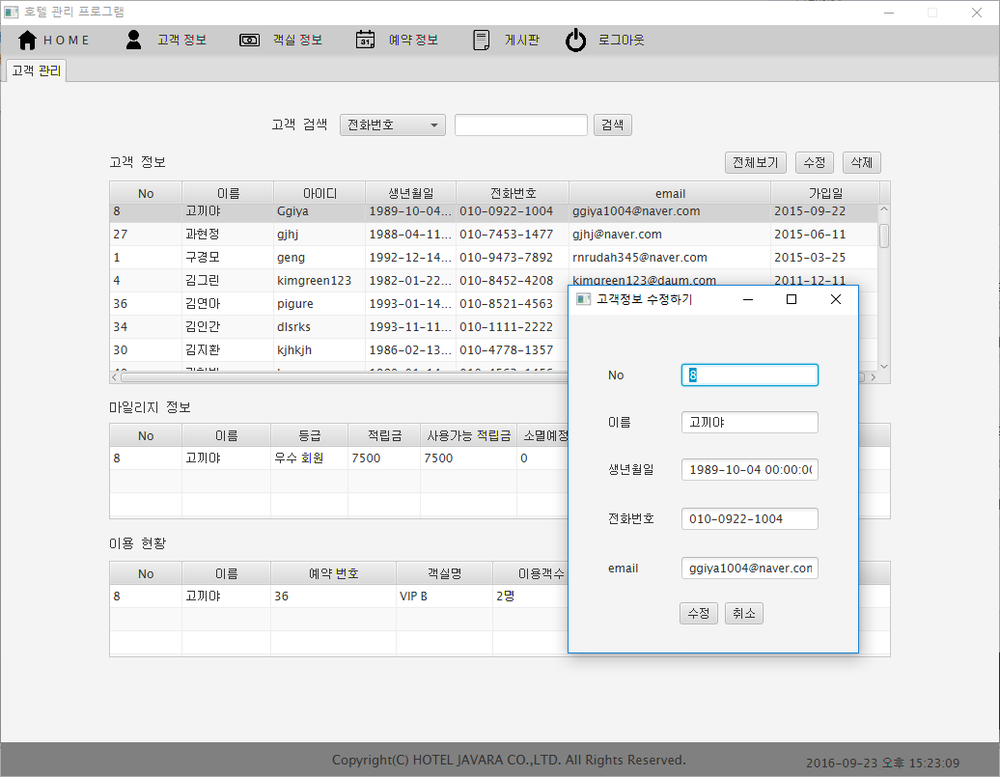 호텔 관리 프로그램
HOME 고객 정보 객실 정보 31 예약 정보 게시판 로그아웃
고객 관리
고객 검색 전화번호 검색
고객 정보 전체보기 수정 삭제
No 이름 아이디 생년월일 전화번호 email 가입일
8 고끼야 Ggiya 1989-10-04... 010-0922-1004 ggiya1004@naver.com 2015-09-22
27 과현정 gjhj 1988-04-11... 010-7453-1477 gjhj@naver.com 2015-06-11
1 구경모 geng 1992-12-14... 010-9473-7892 rnrudah345@naver.com 2015-03-25
4 김그린 kimgreen123 1982-01-22... 010-8452-4208 kimgreen123@daum.com 2011-12-11
36 김연아 pigure 1993-01-14... 010-8521-4563
34 김인간 dlsrks 1993-11-11... 010-1111-2222
30 김지환 kjhkjh 1986-02-13... 010-4778-1357
마일리지 정보
No 이름 등급 적립금 사용가능 적립금 소멸예정
8 고끼야 우수 회원 7500 7500 0
이용 현황
No 이름 예약 번호 객실명 이용객수
8 고끼야 36 VIP B 2명
고객정보 수정하기
No 8
이름 고끼야
생년월일 1989-10-04 00:00:00
전화번호 010-0922-1004
email ggiya1004@naver.com
수정 취소
Copyright(C) HOTEL JAVARA CO.,LTD. All Rights Reserved.
2016-09-23 오후 15:23:09